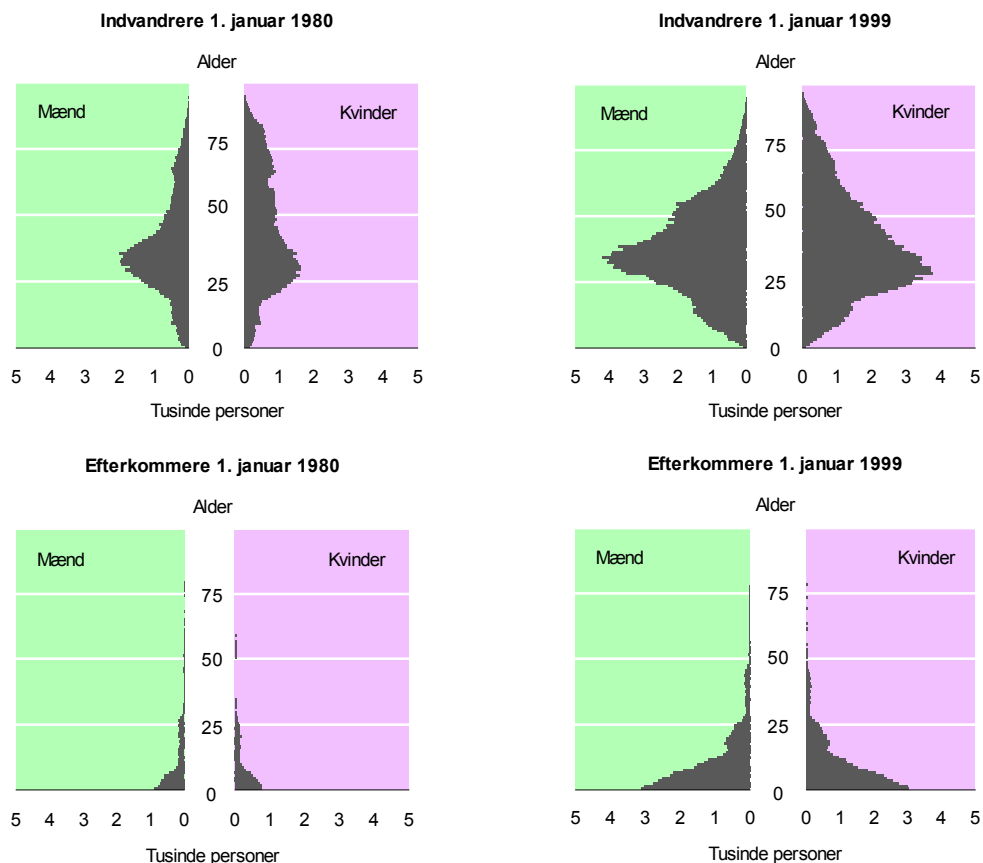 Indvandrere 1. januar 1980
Alder
Mænd
Kvinder
75
50
25
0
5 4 3 2 1 0
0 1 2 3 4 5
Tusinde personer
Indvandrere 1. januar 1999
Alder
Mænd
Kvinder
75
50
25
0
5 4 3 2 1 0
0 1 2 3 4 5
Tusinde personer
Efterkommere 1. januar 1980
Alder
Mænd
Kvinder
75
50
25
0
5 4 3 2 1 0
0 1 2 3 4 5
Tusinde personer
Efterkommere 1. januar 1999
Alder
Mænd
Kvinder
75
50
25
0
5 4 3 2 1 0
0 1 2 3 4 5
Tusinde personer